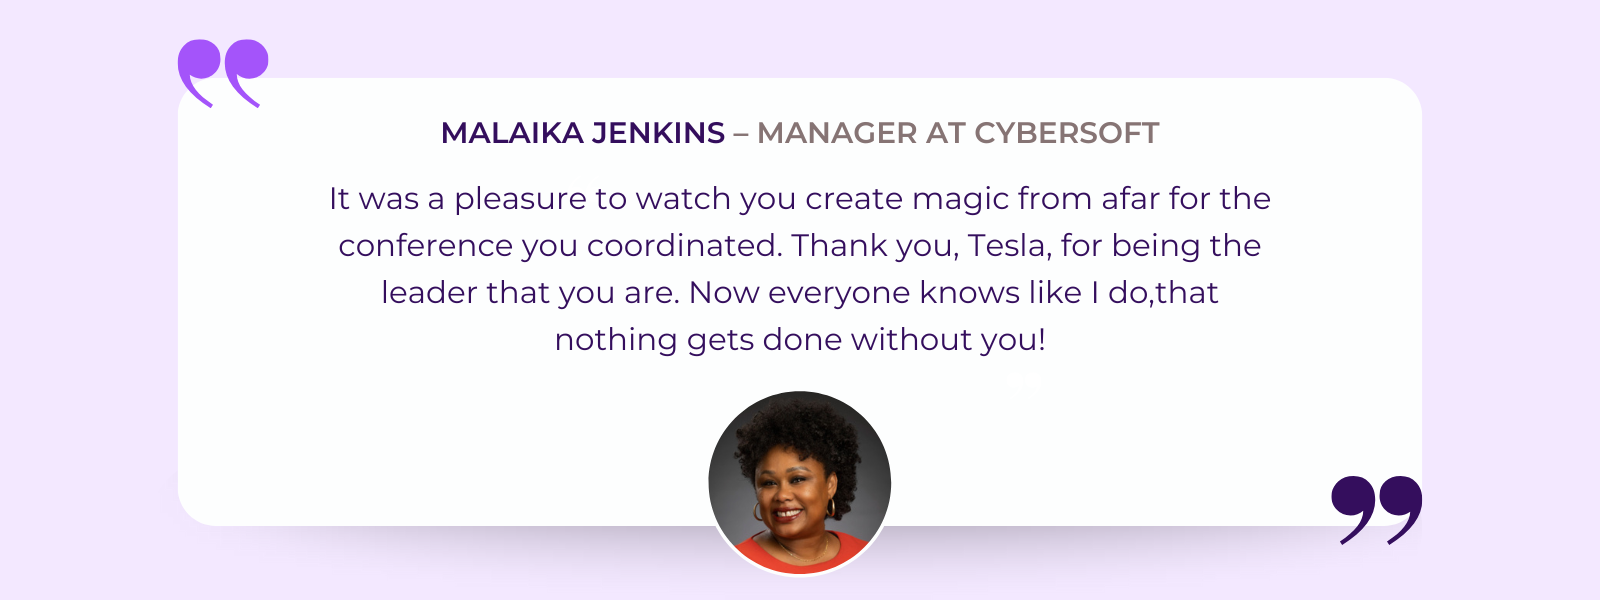 MALAIKA JENKINS – MANAGER AT CYBERSOFT
It was a pleasure to watch you create magic from afar for the
conference you coordinated. Thank you, Tesla, for being the
leader that you are. Now everyone knows like I do,that
nothing gets done without you!